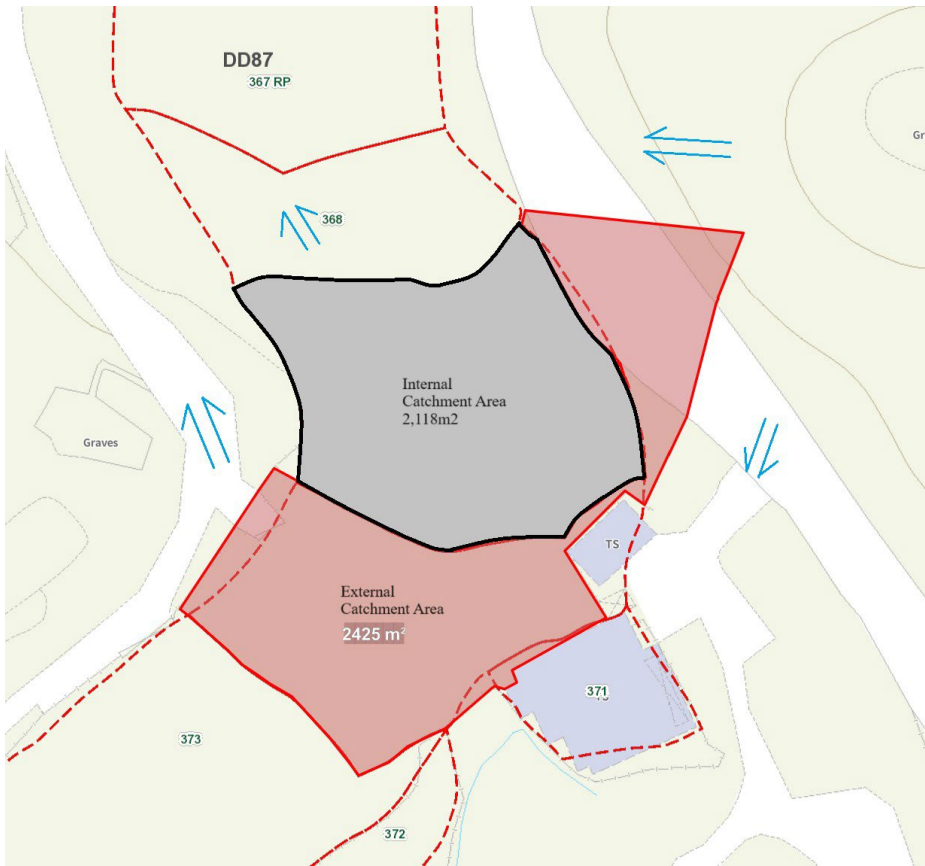 DD87
367 RP
Gr
368
Internal
Catchment Area
2,118m2
Graves
TS
External
Catchment Area
2425 m²
371
373
372